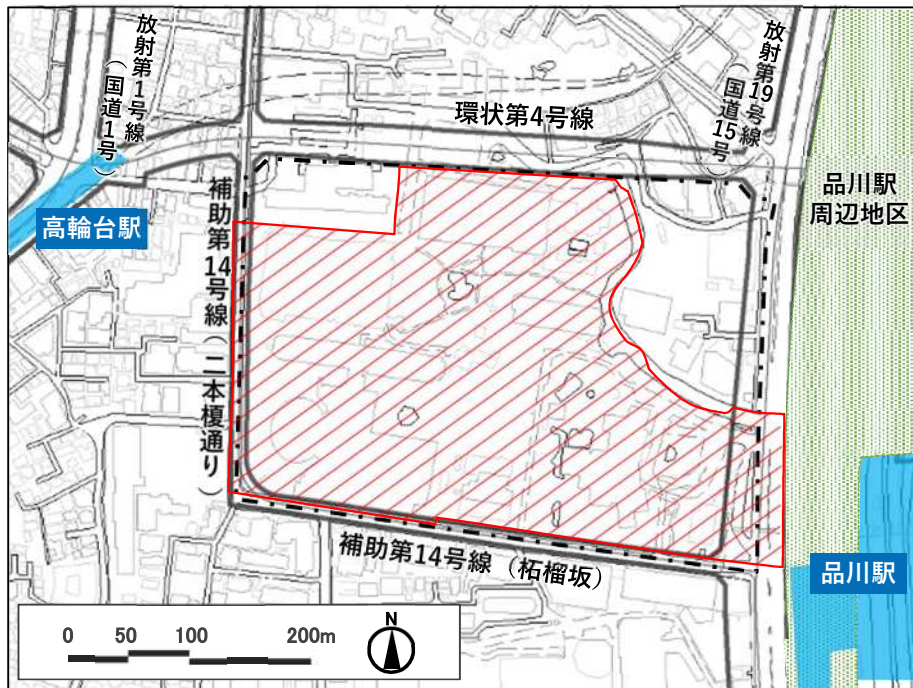 放射第1号線
（国道1号）
環状第4号線
放射第19号線
（国道15号）
品川駅
周辺地区
高輪台駅
補助第14号線（二本榎通り）
補助第14号線（柘榴坂）
品川駅
0 50 100 200m
N